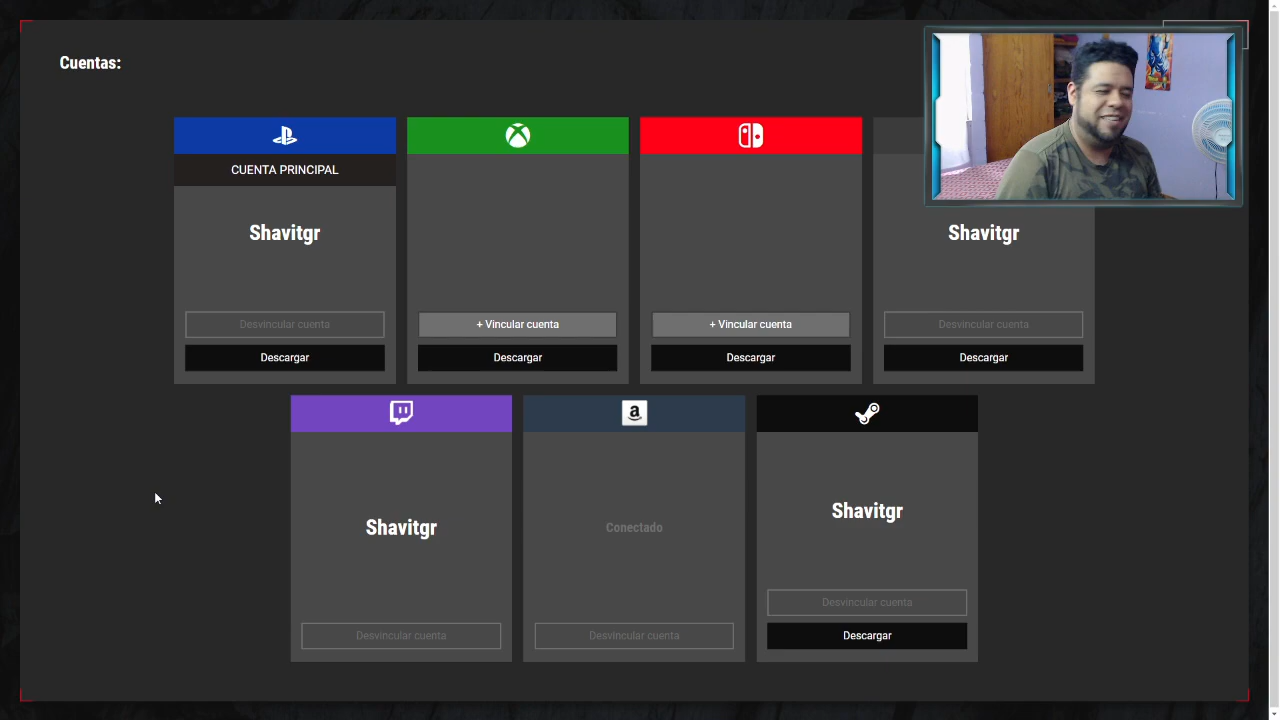 Cuentas:
CUENTA PRINCIPAL
Shavitgr
Desvincular cuenta
Descargar
+ Vincular cuenta
Descargar
+ Vincular cuenta
Descargar
Shavitgr
Desvincular cuenta
Descargar
Shavitgr
Desvincular cuenta
a
Conectado
Desvincular cuenta
Shavitgr
Desvincular cuenta
Descargar